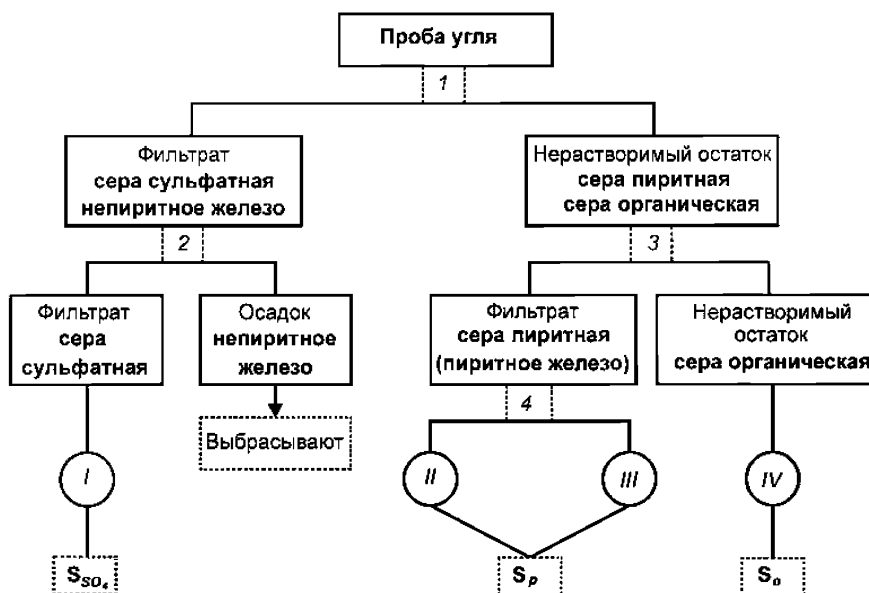 Проба угля
1
Фильтрат
сера сульфатная
непиритное железо
Нерастворимый остаток
сера пиритная
сера органическая
2
3
Фильтрат
сера
сульфатная
Осадок
непиритное
железо
Фильтрат
сера пиритная
(пиритное железо)
Нерастворимый
остаток
сера органическая
4
Выбрасывают
I
II
III
IV
S_SO₄
S_p
S_o